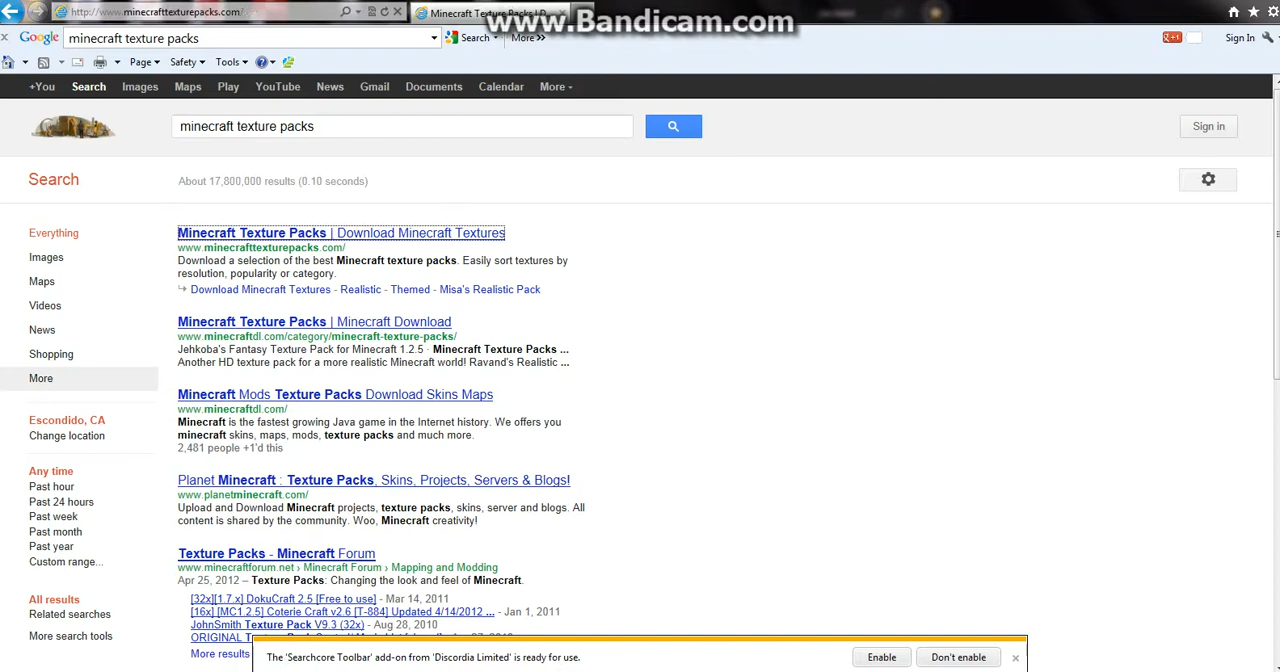 http://www.minecrafttexturepacks.com/
Minecraft Texture Packs | D
www.Bandicam.com
Google
minecraft texture packs
Search
More >>
g+1
Sign In
Page
Safety
Tools
+You
Search
Images
Maps
Play
YouTube
News
Gmail
Documents
Calendar
More
minecraft texture packs
Sign in
Search
About 17,800,000 results (0.10 seconds)
Everything
Images
Maps
Videos
News
Shopping
More
Escondido, CA
Change location
Any time
Past hour
Past 24 hours
Past week
Past month
Past year
Custom range...
All results
Related searches
More search tools
Minecraft Texture Packs | Download Minecraft Textures
www.minecrafttexturepacks.com/
Download a selection of the best Minecraft texture packs. Easily sort textures by
resolution, popularity or category.
Download Minecraft Textures - Realistic - Themed - Misa's Realistic Pack
Minecraft Texture Packs | Minecraft Download
www.minecraftdl.com/category/minecraft-texture-packs/
Jehkoba's Fantasy Texture Pack for Minecraft 1.2.5 · Minecraft Texture Packs ...
Another HD texture pack for a more realistic Minecraft world! Ravand's Realistic ...
Minecraft Mods Texture Packs Download Skins Maps
www.minecraftdl.com/
Minecraft is the fastest growing Java game in the Internet history. We offers you
minecraft skins, maps, mods, texture packs and much more.
2,481 people +1'd this
Planet Minecraft : Texture Packs, Skins, Projects, Servers & Blogs!
www.planetminecraft.com/
Upload and Download Minecraft projects, texture packs, skins, server and blogs. All
content is shared by the community. Woo, Minecraft creativity!
Texture Packs - Minecraft Forum
www.minecraftforum.net › Minecraft Forum › Mapping and Modding
Apr 25, 2012 – Texture Packs: Changing the look and feel of Minecraft.
[32x][1.7.x] DokuCraft 2.5 [Free to use] - Mar 14, 2011
[16x] [MC1.2.5] Coterie Craft v2.6 [T-884] Updated 4/14/2012 ... - Jan 1, 2011
JohnSmith Texture Pack V9.3 (32x) - Aug 28, 2010
ORIGINAL
More results
The 'Searchcore Toolbar' add-on from 'Discordia Limited' is ready for use.
Enable
Don't enable